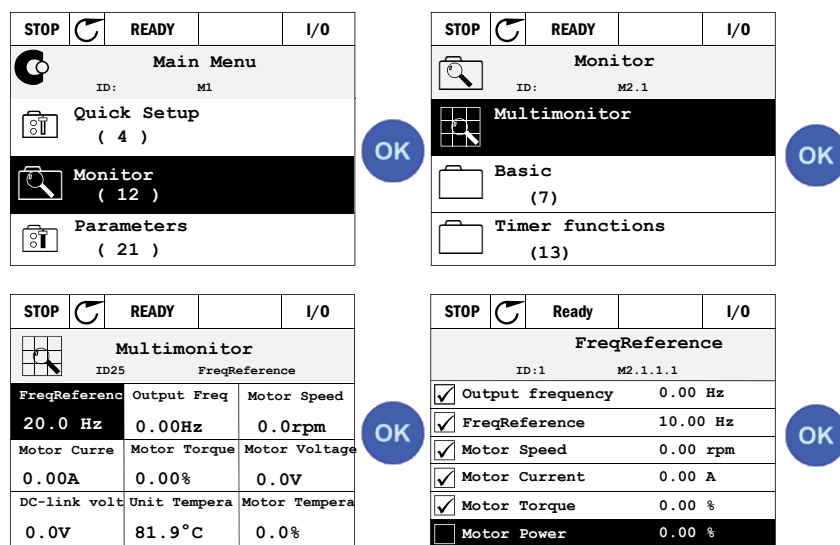 STOP READY I/O
Main Menu
ID: M1
Quick Setup
( 4 )
Monitor
( 12 )
Parameters
( 21 )
OK
STOP READY I/O
Monitor
ID: M2.1
Multimonitor
Basic
(7)
Timer functions
(13)
OK
STOP READY I/O
Multimonitor
ID25 FreqReference
FreqReferenc Output Freq Motor Speed
20.0 Hz 0.00Hz 0.0rpm
Motor Curre Motor Torque Motor Voltage
0.00A 0.00% 0.0V
DC-link volt Unit Tempera Motor Tempera
0.0V 81.9°C 0.0%
OK
STOP Ready I/O
FreqReference
ID:1 M2.1.1.1
Output frequency 0.00 Hz
FreqReference 10.00 Hz
Motor Speed 0.00 rpm
Motor Current 0.00 A
Motor Torque 0.00 %
Motor Power 0.00 %
OK